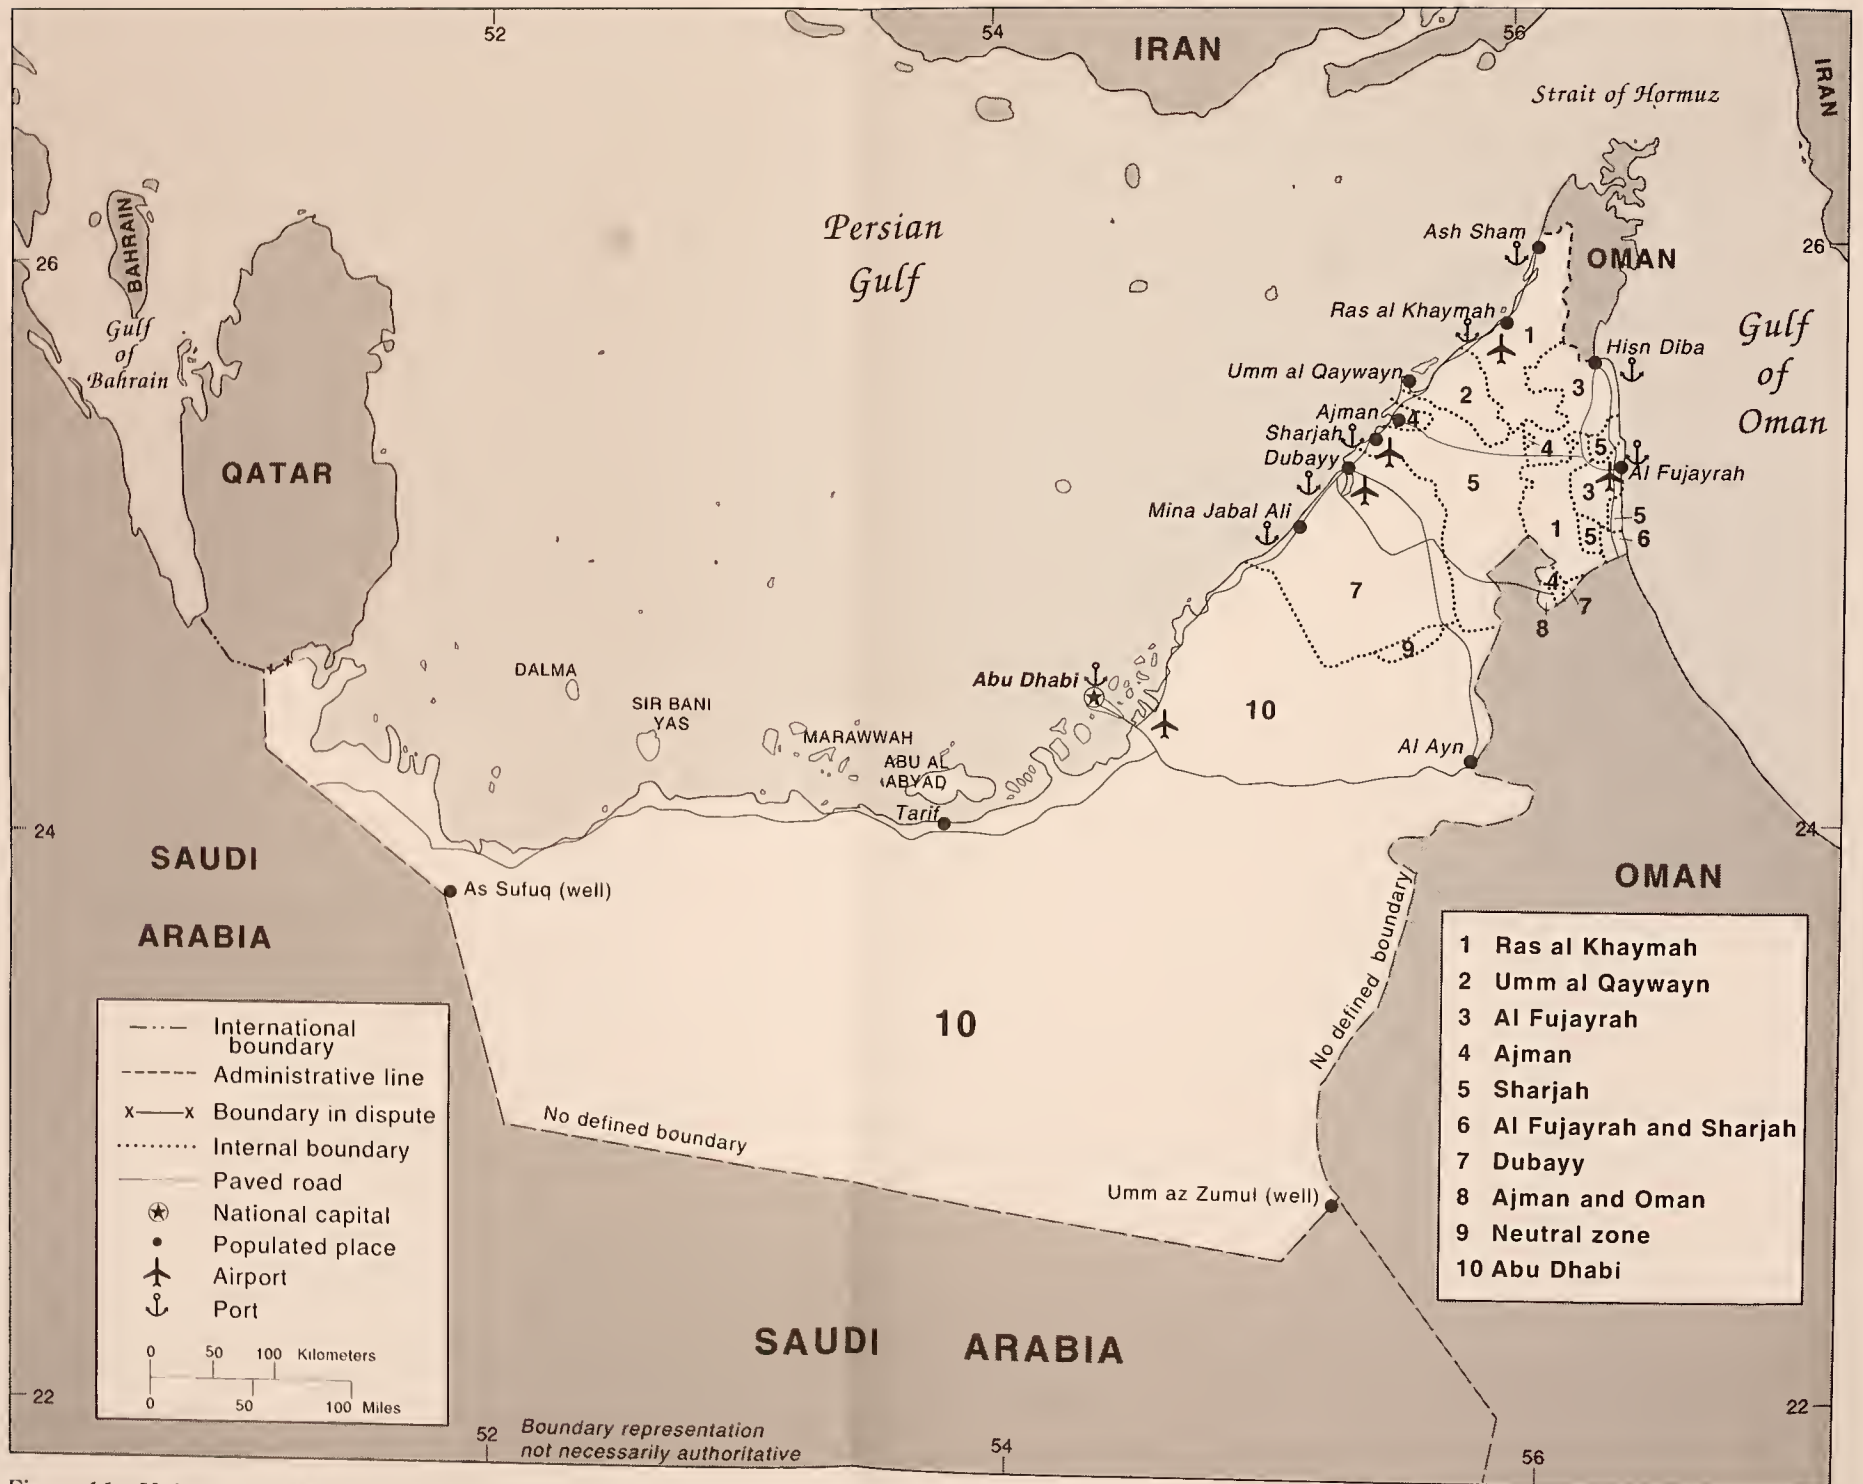 52
54
56
IRAN
IRAN
Strait of Hormuz
BAHRAIN
Persian
Gulf
Ash Sham
OMAN
26
26
Gulf
of
Bahrain
Ras al Khaymah
1
Gulf
of
Oman
Hisn Diba
Umm al Qaywayn
2
3
Ajman
4
Sharjah
4
5
Dubayy
QATAR
Al Fujayrah
5
3
Mina Jabal Ali
5
1
5
6
7
4
7
8
9
DALMA
Abu Dhabi
SIR BANI
YAS
10
MARAWWAH
Al Ayn
ABU AL
ABYAD
Tarif
24
24
SAUDI
ARABIA
As Sufuq (well)
OMAN
No defined boundary
10
No defined boundary
Umm az Zumul (well)
1 Ras al Khaymah
2 Umm al Qaywayn
3 Al Fujayrah
4 Ajman
5 Sharjah
6 Al Fujayrah and Sharjah
7 Dubayy
8 Ajman and Oman
9 Neutral zone
10 Abu Dhabi
International
boundary
Administrative line
x x Boundary in dispute
Internal boundary
Paved road
National capital
Populated place
Airport
Port
0 50 100 Kilometers
0 50 100 Miles
SAUDI ARABIA
22
22
52
Boundary representation
not necessarily authoritative
54
56